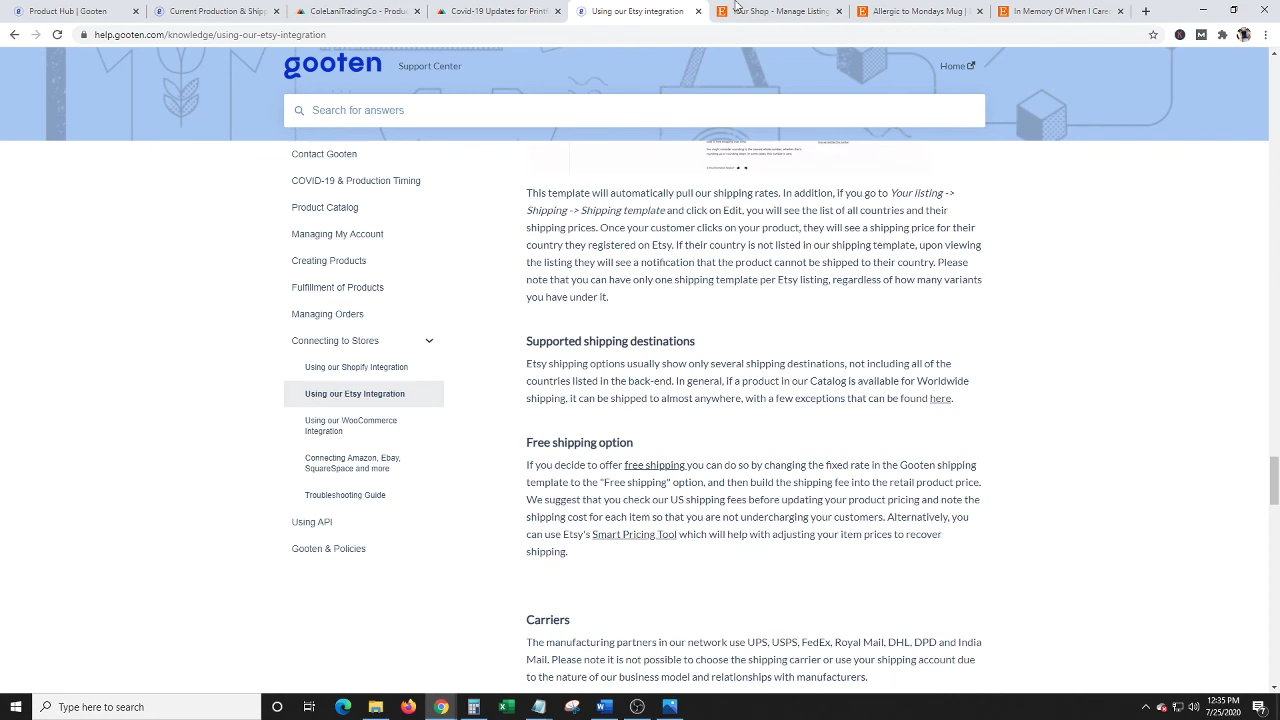 Product Hub | Gooten
Current Production & Ship
ColeLaniTradingCo - Produc
Covid-19 Updates for Printf
Using our Etsy integration
Shop - Manage Listing
Allergic to Mondays Mug |
In Memory Of When I Care
help.gooten.com/knowledge/using-our-etsy-integration
gooten
Support Center
Home
Search for answers
Contact Gooten
COVID-19 & Production Timing
Product Catalog
Managing My Account
Creating Products
Fulfillment of Products
Managing Orders
Connecting to Stores
Using our Shopify Integration
Using our Etsy Integration
Using our WooCommerce
Integration
Connecting Amazon, Ebay,
SquareSpace and more
Troubleshooting Guide
Using API
Gooten & Policies
This template will automatically pull our shipping rates. In addition, if you go to Your listing ->
Shipping -> Shipping template and click on Edit, you will see the list of all countries and their
shipping prices. Once your customer clicks on your product, they will see a shipping price for their
country they registered on Etsy. If their country is not listed in our shipping template, upon viewing
the listing they will see a notification that the product cannot be shipped to their country. Please
note that you can have only one shipping template per Etsy listing, regardless of how many variants
you have under it.
Supported shipping destinations
Etsy shipping options usually show only several shipping destinations, not including all of the
countries listed in the back-end. In general, if a product in our Catalog is available for Worldwide
shipping, it can be shipped to almost anywhere, with a few exceptions that can be found here.
Free shipping option
If you decide to offer free shipping you can do so by changing the fixed rate in the Gooten shipping
template to the "Free shipping" option, and then build the shipping fee into the retail product price.
We suggest that you check our US shipping fees before updating your product pricing and note the
shipping cost for each item so that you are not undercharging your customers. Alternatively, you
can use Etsy's Smart Pricing Tool which will help with adjusting your item prices to recover
shipping.
Carriers
The manufacturing partners in our network use UPS, USPS, FedEx, Royal Mail, DHL, DPD and India
Mail. Please note it is not possible to choose the shipping carrier or use your shipping account due
to the nature of our business model and relationships with manufacturers.
Type here to search
12:35 PM
7/25/2020